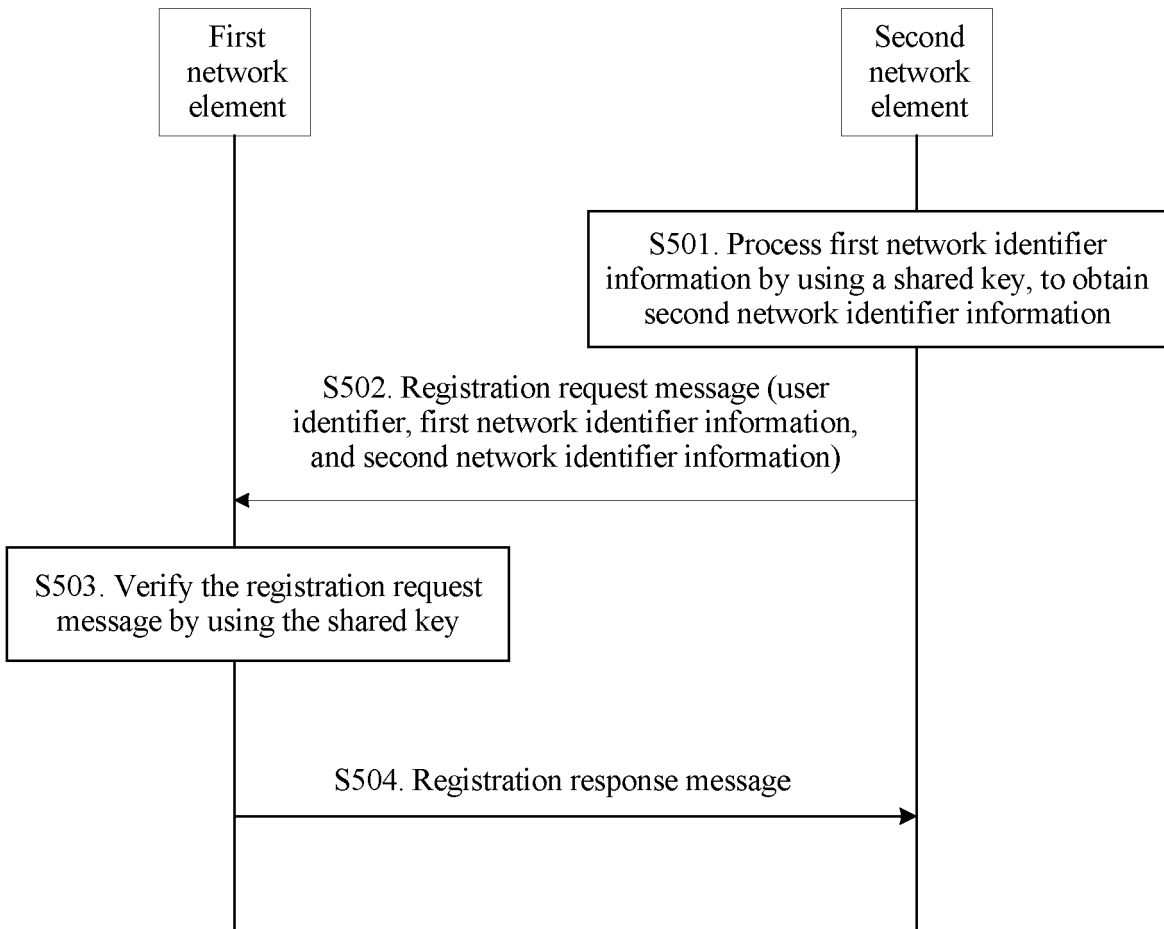 First
network
element
Second
network
element
S501. Process first network identifier
information by using a shared key, to obtain
second network identifier information
S502. Registration request message (user
identifier, first network identifier information,
and second network identifier information)
S503. Verify the registration request
message by using the shared key
S504. Registration response message